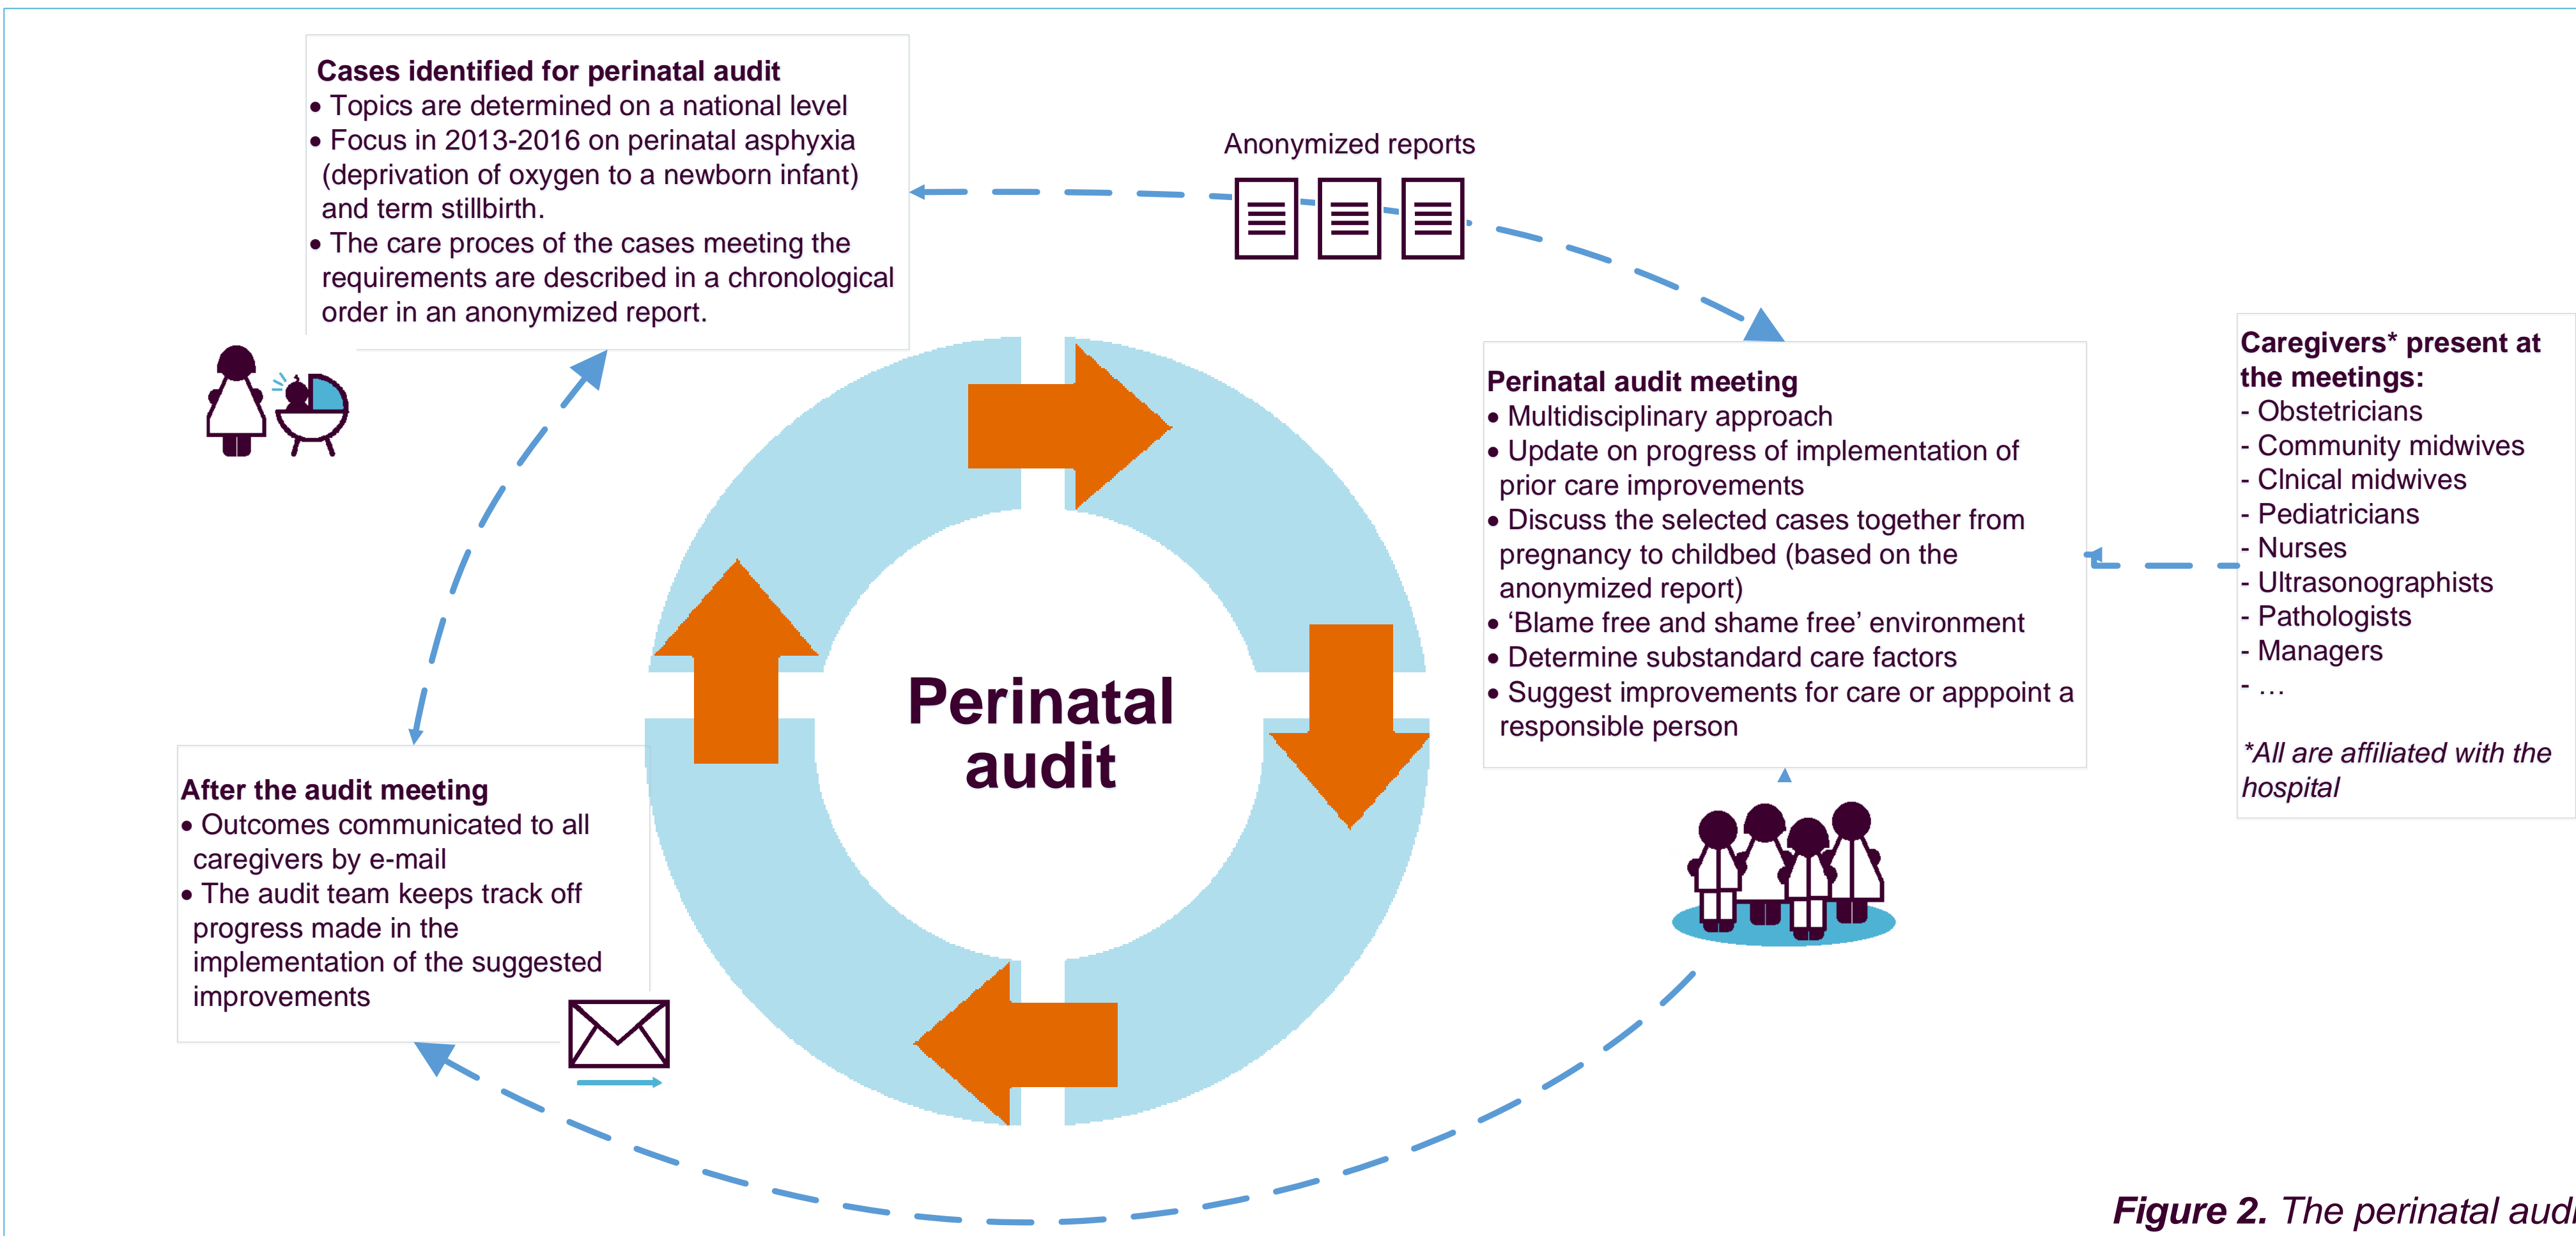 Cases identified for perinatal audit
• Topics are determined on a national level
• Focus in 2013-2016 on perinatal asphyxia
(deprivation of oxygen to a newborn infant)
and term stillbirth.
• The care proces of the cases meeting the
requirements are described in a chronological
order in an anonymized report.
Anonymized reports
Perinatal audit meeting
• Multidisciplinary approach
• Update on progress of implementation of
prior care improvements
• Discuss the selected cases together from
pregnancy to childbed (based on the
anonymized report)
• ‘Blame free and shame free’ environment
• Determine substandard care factors
• Suggest improvements for care or apppoint a
responsible person
Caregivers* present at
the meetings:
- Obstetricians
- Community midwives
- Clnical midwives
- Pediatricians
- Nurses
- Ultrasonographists
- Pathologists
- Managers
- …
*All are affiliated with the
hospital
Perinatal
audit
After the audit meeting
• Outcomes communicated to all
caregivers by e-mail
• The audit team keeps track off
progress made in the
implementation of the suggested
improvements
Figure 2. The perinatal